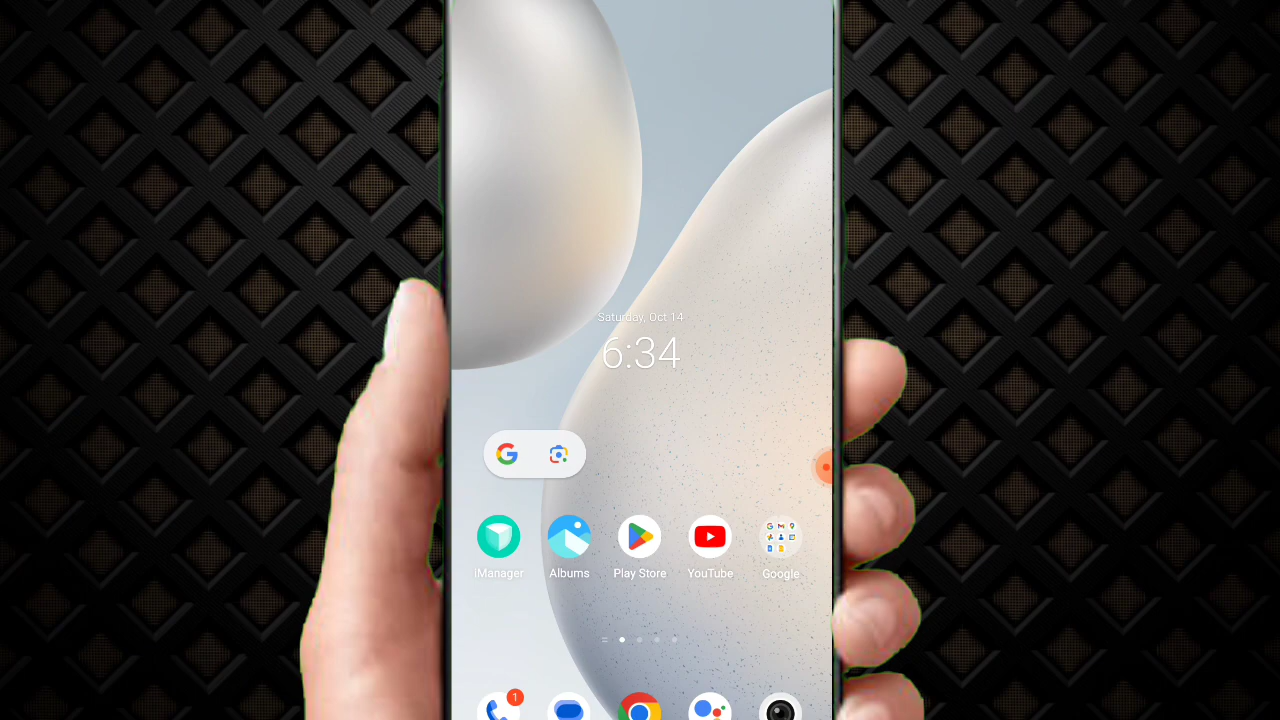 Saturday, Oct 14
6:34
iManager
Albums
Play Store
YouTube
Google
1